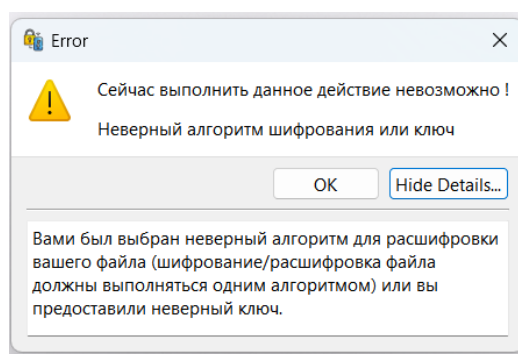 Error
Сейчас выполнить данное действие невозможно !
Неверный алгоритм шифрования или ключ
OK
Hide Details...
Вами был выбран неверный алгоритм для расшифровки
вашего файла (шифрование/расшифровка файла
должны выполняться одним алгоритмом) или вы
предоставили неверный ключ.